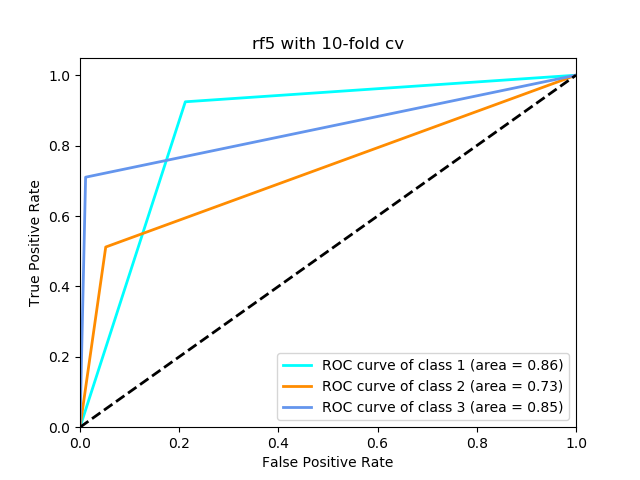 rf5 with 10-fold cv
True Positive Rate
1.0
0.8
0.6
0.4
0.2
0.0
0.0 0.2 0.4 0.6 0.8 1.0
False Positive Rate
ROC curve of class 1 (area = 0.86)
ROC curve of class 2 (area = 0.73)
ROC curve of class 3 (area = 0.85)